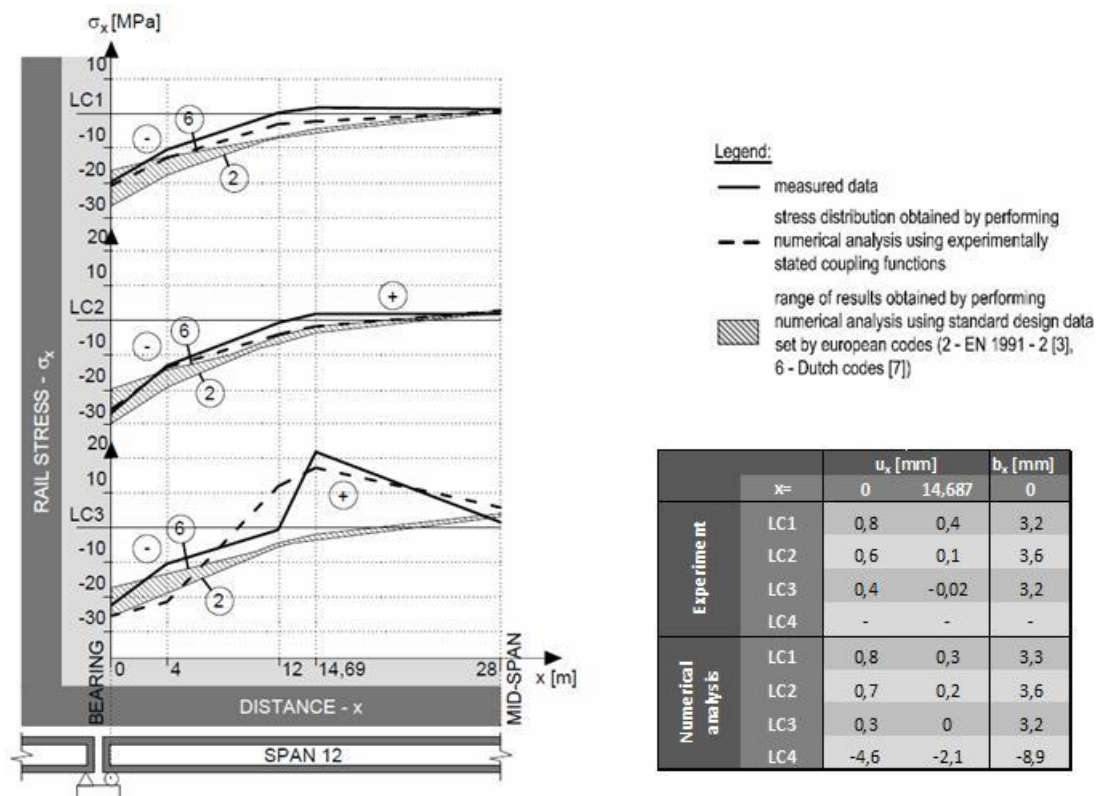 σx [MPa]
10
LC1
-10
-20
-30
20
10
LC2
-10
-20
-30
20
10
LC3
-10
-20
-30
RAIL STRESS - σx
6
-
2
+
6
-
2
6
-
+
2
BEARING
0
4
12
14,69
28
x [m]
MID-SPAN
DISTANCE - x
SPAN 12
Legend:
measured data
stress distribution obtained by performing
numerical analysis using experimentally
stated coupling functions
range of results obtained by performing
numerical analysis using standard design data
set by european codes (2 - EN 1991 - 2 [3],
6 - Dutch codes [7])
ux [mm] bx [mm]
x= 0 14,687 0
Experiment
LC1 0,8 0,4 3,2
LC2 0,6 0,1 3,6
LC3 0,4 -0,02 3,2
LC4 - - -
Numerical
analysis
LC1 0,8 0,3 3,3
LC2 0,7 0,2 3,6
LC3 0,3 0 3,2
LC4 -4,6 -2,1 -8,9